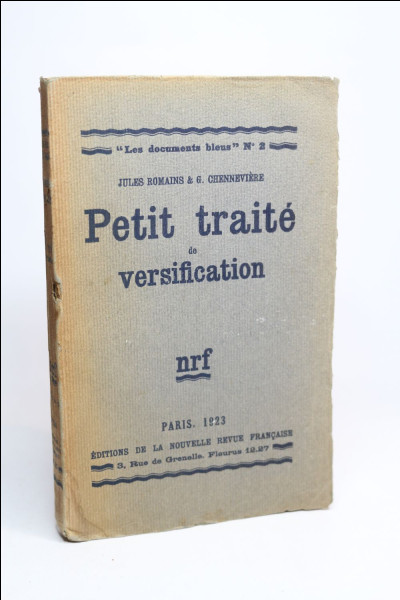 "Les documents bleus" N° 2
JULES ROMAINS & G. CHENNEVIÈRE
Petit traité
de
versification
nrf
PARIS. 1923
ÉDITIONS DE LA NOUVELLE REVUE FRANÇAISE
3, Rue de Grenelle. Fleurus 12.27